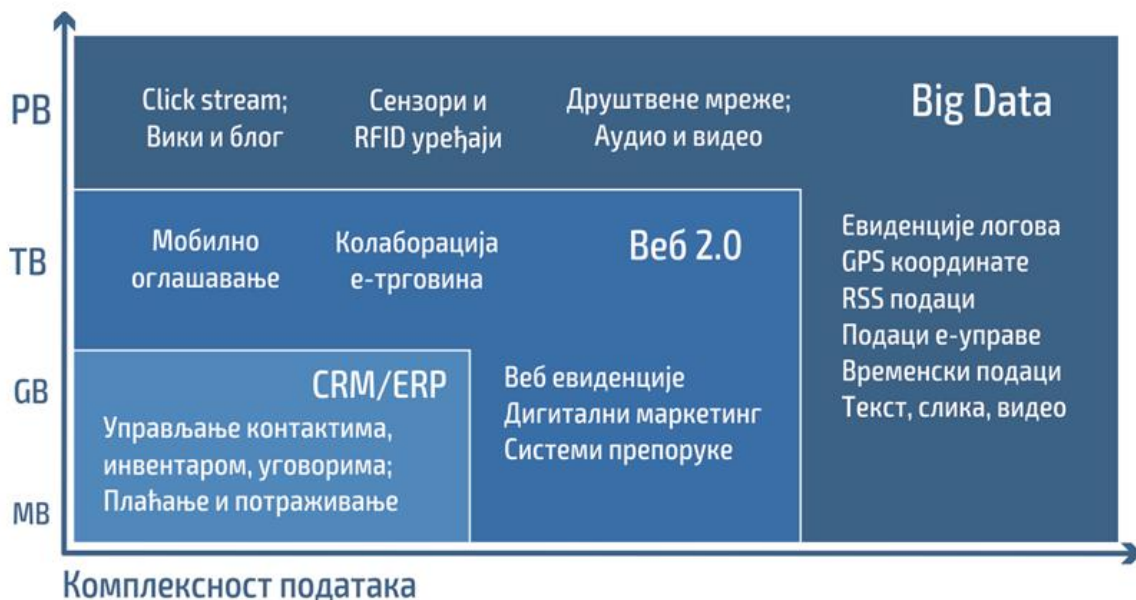 PB
Click stream;
Вики и блог
Сензори и
RFID уређаји
Друштвене мреже;
Аудио и видео
Big Data
TB
Мобилно
оглашавање
Колаборација
е-трговина
Веб 2.0
Евиденције логова
GPS координате
RSS подаци
Подаци е-управе
Временски подаци
Текст, слика, видео
GB
CRM/ERP
Управљање контактима,
инвентаром, уговорима;
Плаћање и потраживање
Веб евиденције
Дигитални маркетинг
Системи препоруке
MB
Комплексност података